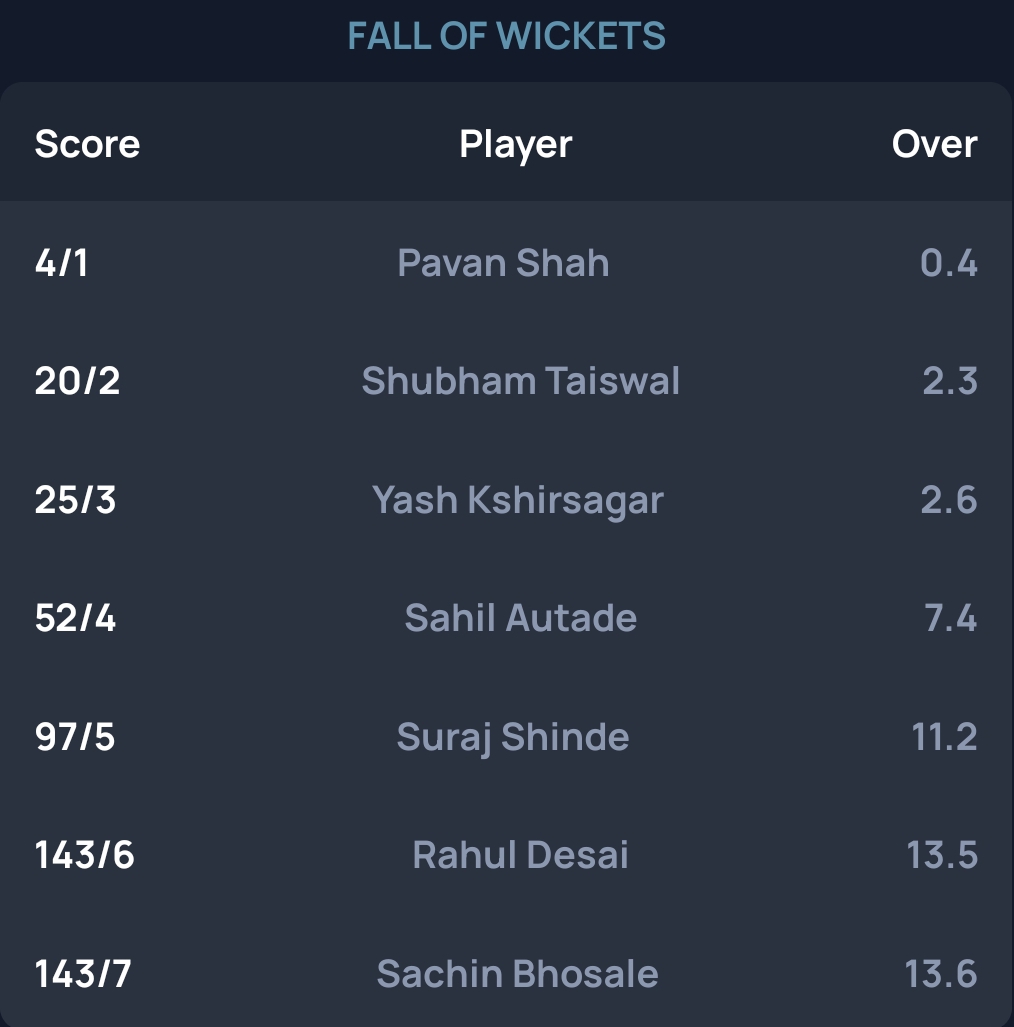 FALL OF WICKETS
Score Player Over
4/1 Pavan Shah 0.4
20/2 Shubham Taiswal 2.3
25/3 Yash Kshirsagar 2.6
52/4 Sahil Autade 7.4
97/5 Suraj Shinde 11.2
143/6 Rahul Desai 13.5
143/7 Sachin Bhosale 13.6